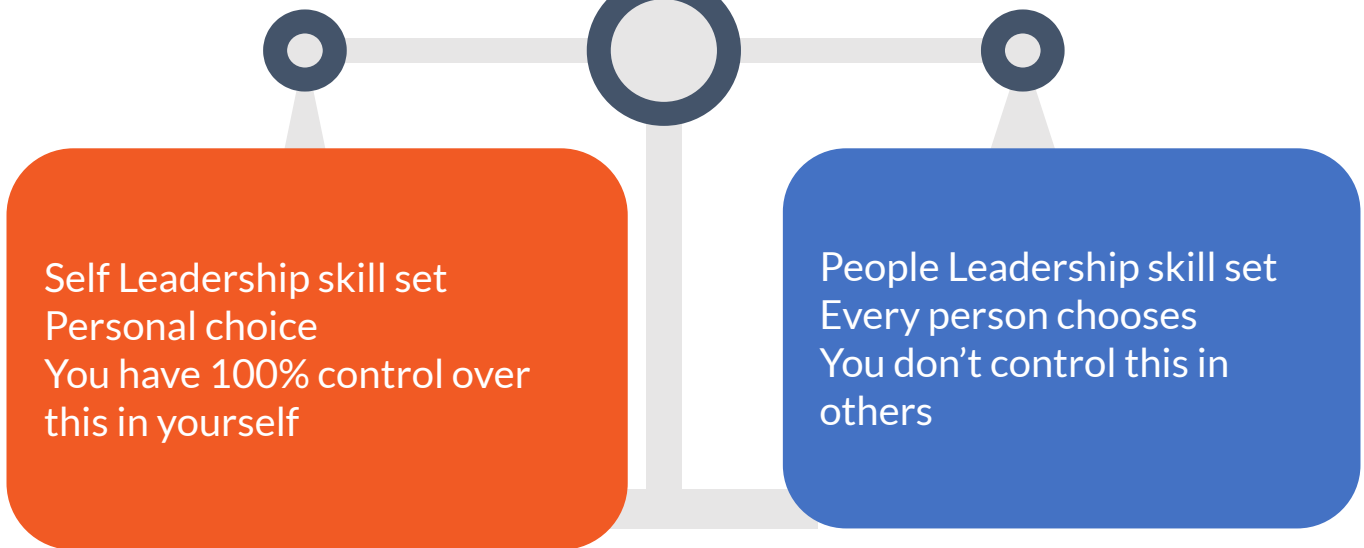 Self Leadership skill set
Personal choice
You have 100% control over
this in yourself
People Leadership skill set
Every person chooses
You don’t control this in
others